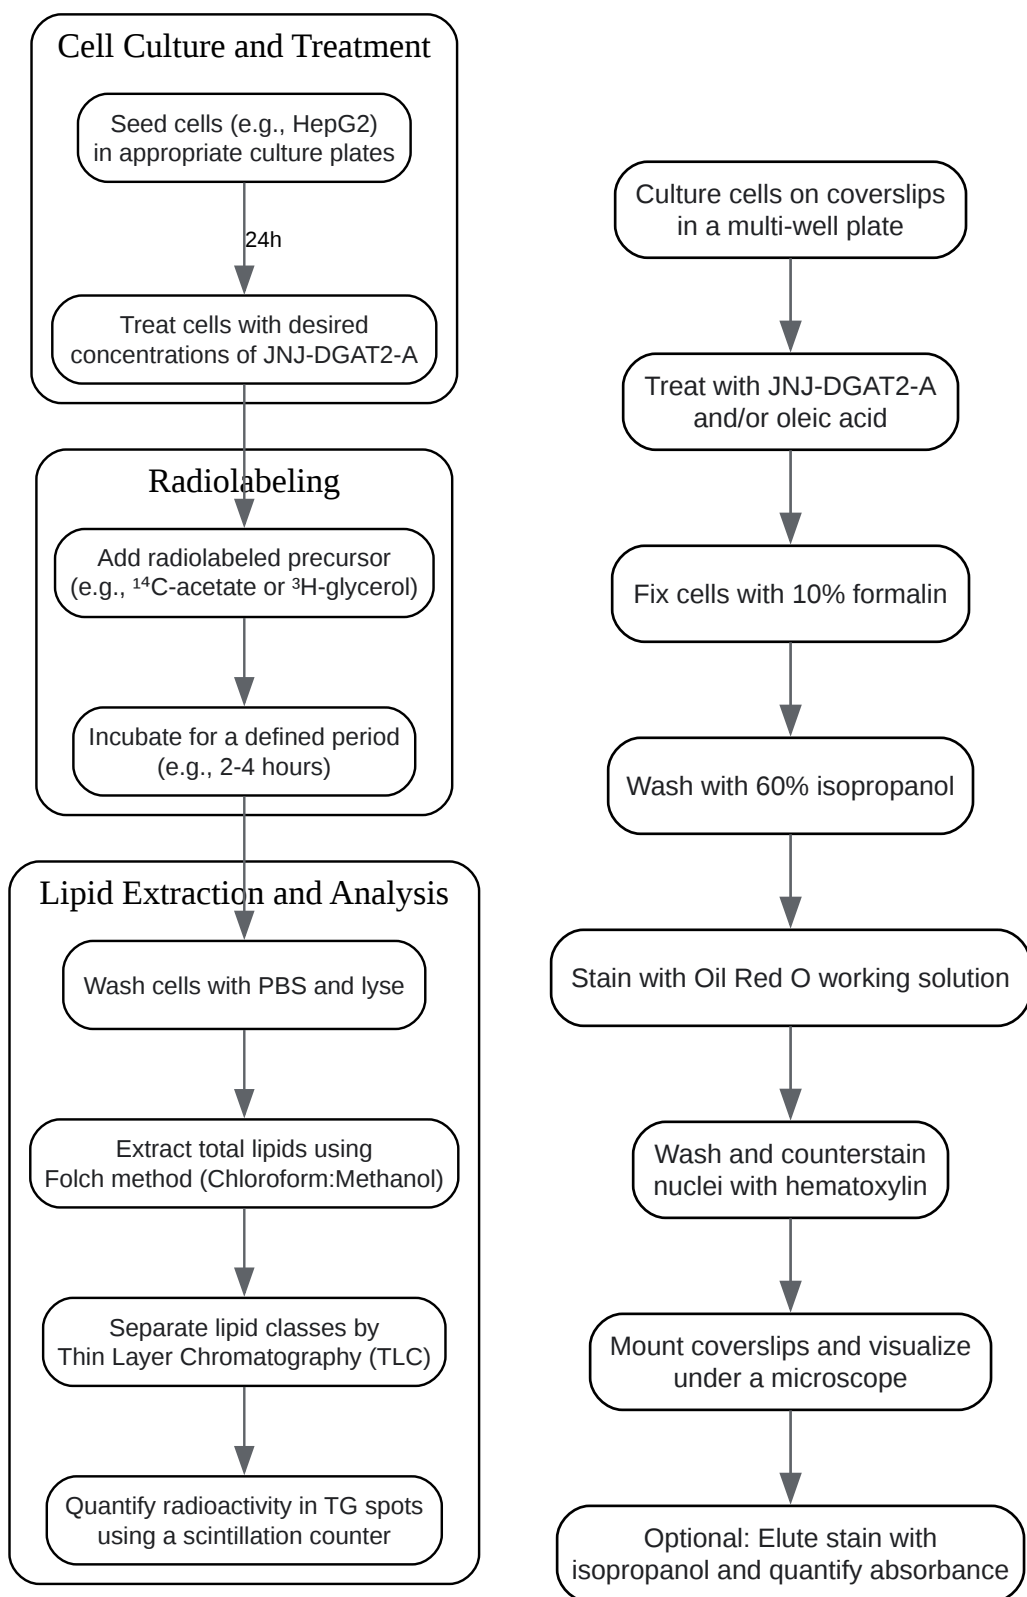 Cell Culture and Treatment
Seed cells (e.g., HepG2)
in appropriate culture plates
24h
Treat cells with desired
concentrations of JNJ-DGAT2-A
Radiolabeling
Add radiolabeled precursor
(e.g., ¹⁴C-acetate or ³H-glycerol)
Incubate for a defined period
(e.g., 2-4 hours)
Lipid Extraction and Analysis
Wash cells with PBS and lyse
Extract total lipids using
Folch method (Chloroform:Methanol)
Separate lipid classes by
Thin Layer Chromatography (TLC)
Quantify radioactivity in TG spots
using a scintillation counter
Culture cells on coverslips
in a multi-well plate
Treat with JNJ-DGAT2-A
and/or oleic acid
Fix cells with 10% formalin
Wash with 60% isopropanol
Stain with Oil Red O working solution
Wash and counterstain
nuclei with hematoxylin
Mount coverslips and visualize
under a microscope
Optional: Elute stain with
isopropanol and quantify absorbance